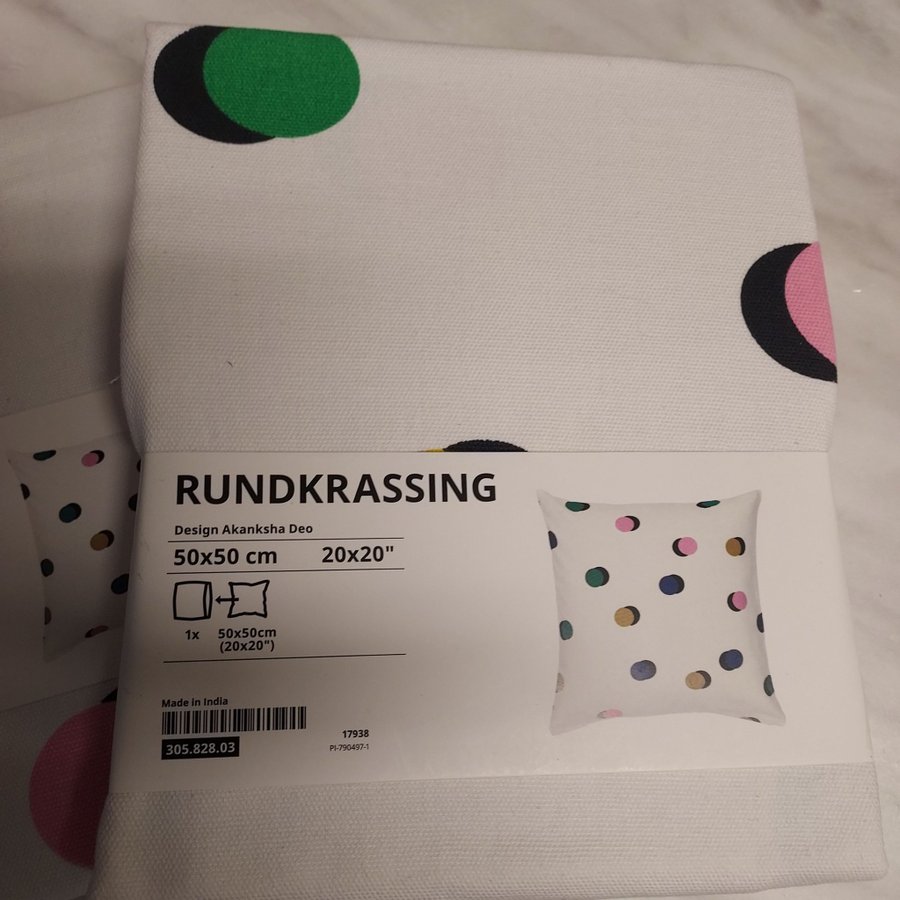 RUNDKRASSING
Design Akanksha Deo
50x50 cm 20x20"
1x 50x50cm
(20x20")
Made in India
305.828.03
17938
PI-790497-1